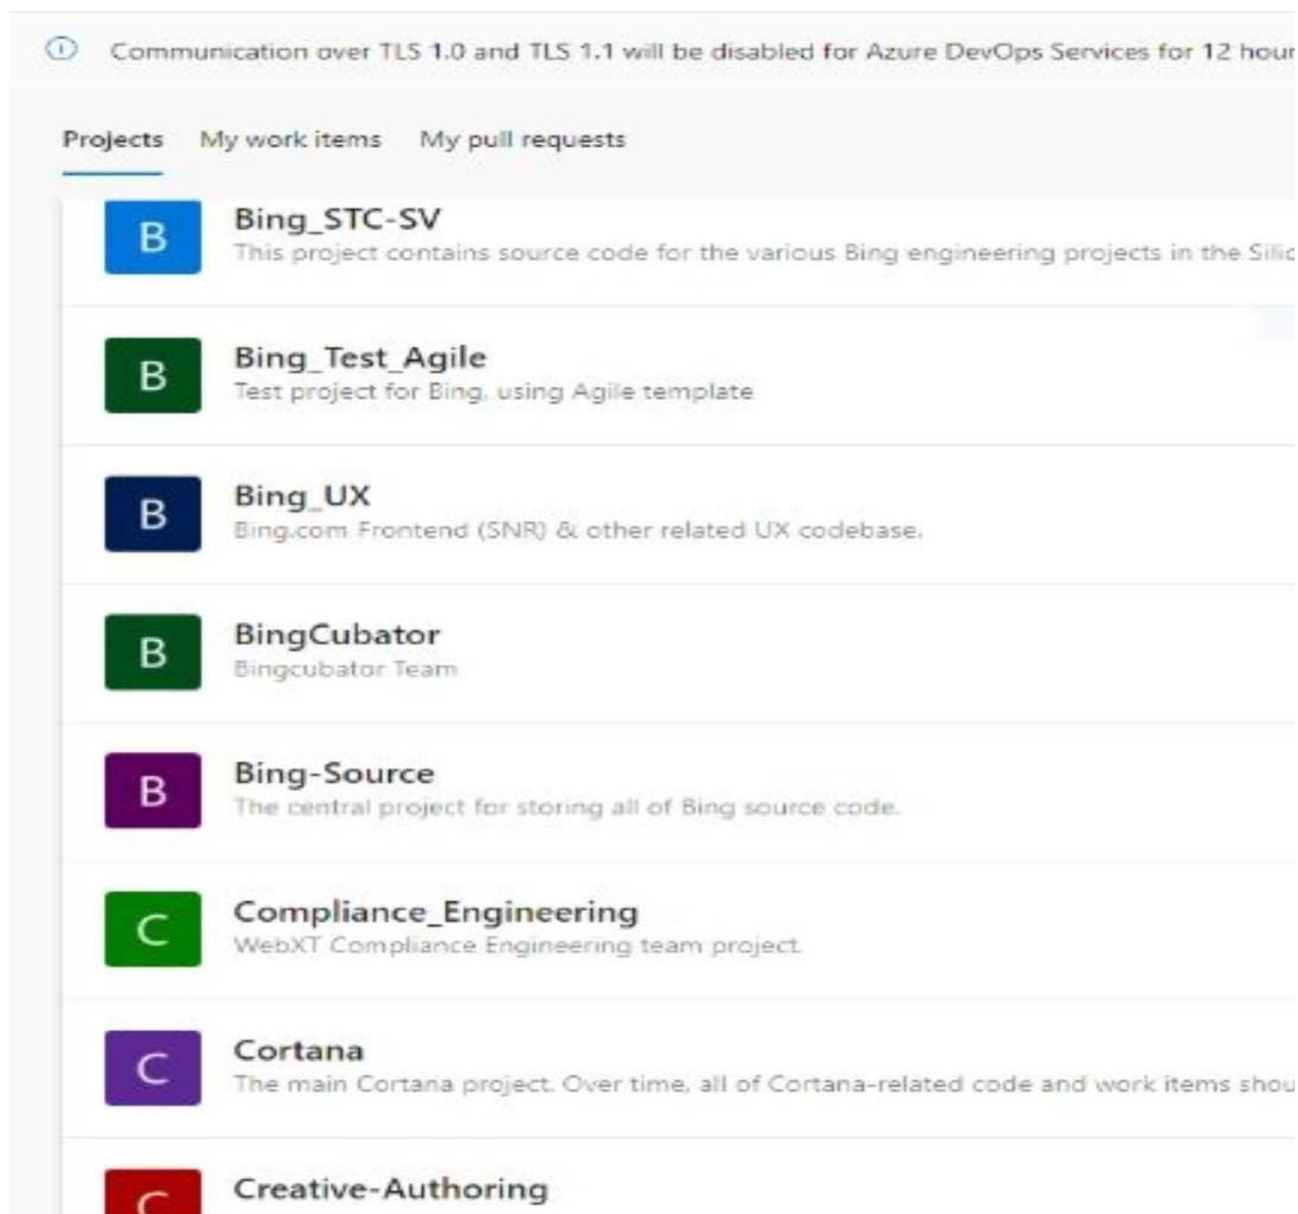 Communication over TLS 1.0 and TLS 1.1 will be disabled for Azure DevOps Services for 12 hour
Projects My work items My pull requests
B
Bing_STC-SV
This project contains source code for the various Bing engineering projects in the Silic
B
Bing_Test_Agile
Test project for Bing, using Agile template
B
Bing_UX
Bing.com Frontend (SNR) & other related UX codebase.
B
BingCubator
Bingcubator Team
B
Bing-Source
The central project for storing all of Bing source code.
C
Compliance_Engineering
WebXT Compliance Engineering team project.
C
Cortana
The main Cortana project. Over time, all of Cortana-related code and work items shou
C
Creative-Authoring